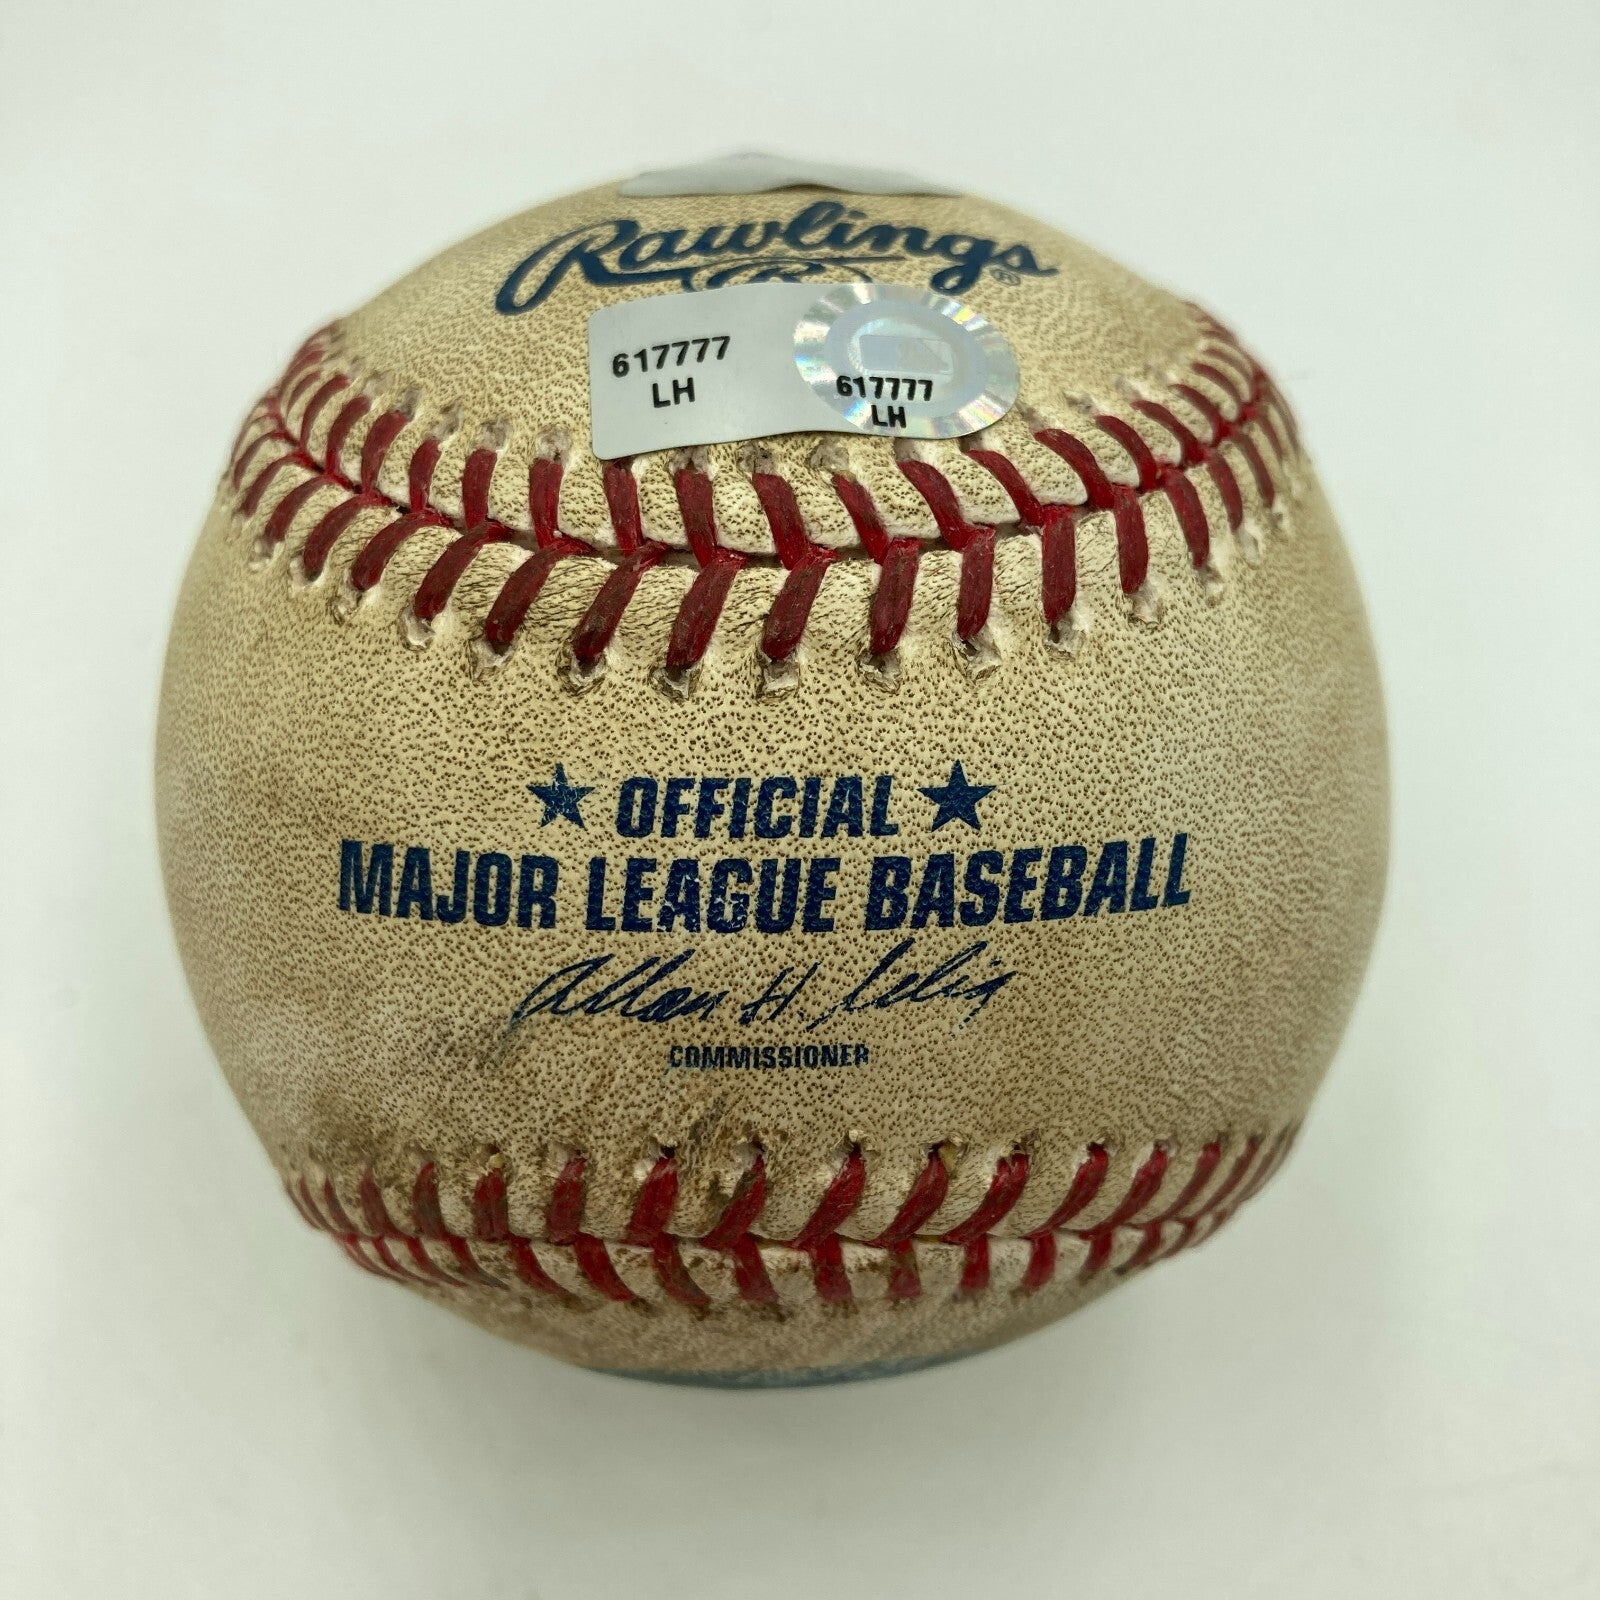 Rawlings®
R
617777
LH
617777
LH
★ OFFICIAL ★
MAJOR LEAGUE BASEBALL
Allan H. Selig
COMMISSIONER